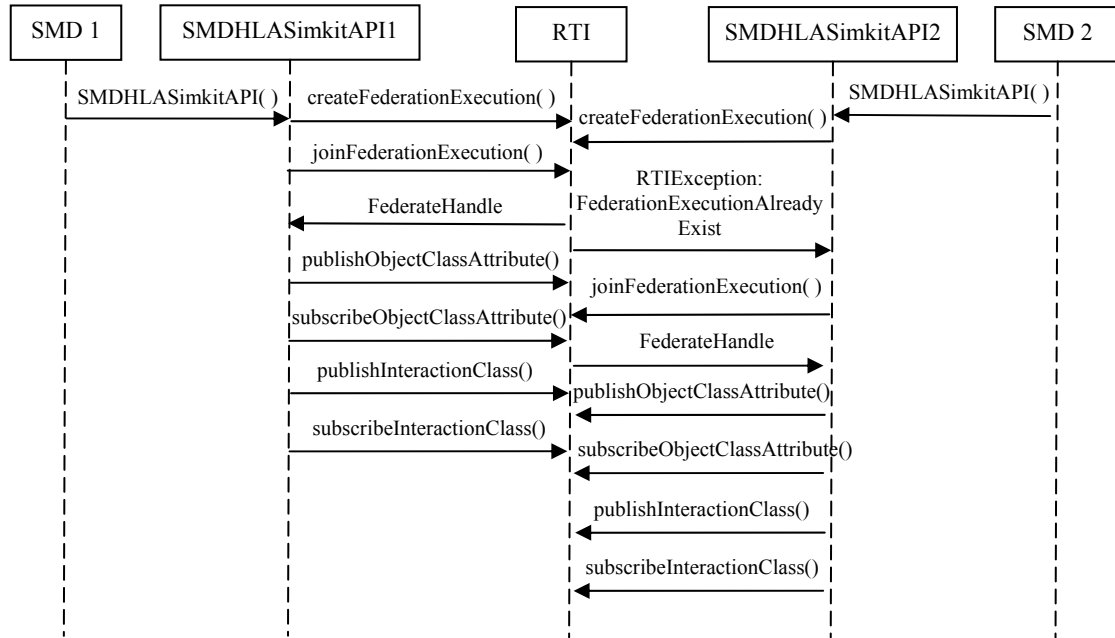 SMD 1
SMDHLASimkitAPI1
RTI
SMDHLASimkitAPI2
SMD 2
SMDHLASimkitAPI( )
createFederationExecution( )
SMDHLASimkitAPI( )
createFederationExecution( )
joinFederationExecution( )
RTIException:
FederationExecutionAlready
Exist
FederateHandle
publishObjectClassAttribute()
joinFederationExecution( )
subscribeObjectClassAttribute()
FederateHandle
publishInteractionClass()
publishObjectClassAttribute()
subscribeInteractionClass()
subscribeObjectClassAttribute()
publishInteractionClass()
subscribeInteractionClass()